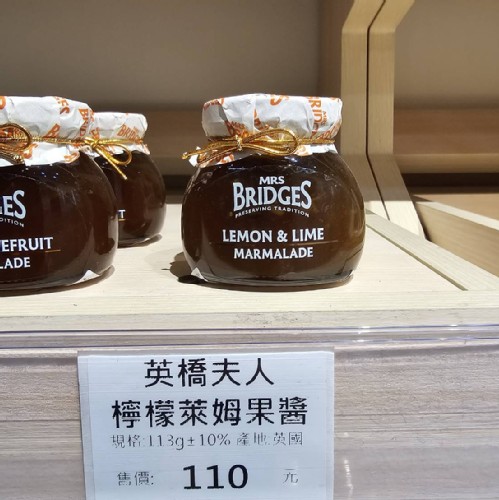 MRS
BRIDGES
PRESERVING TRADITION
LEMON & LIME
MARMALADE
英橋夫人
檸檬萊姆果醬
規格:113g±10% 產地:英國
售價: 110 元